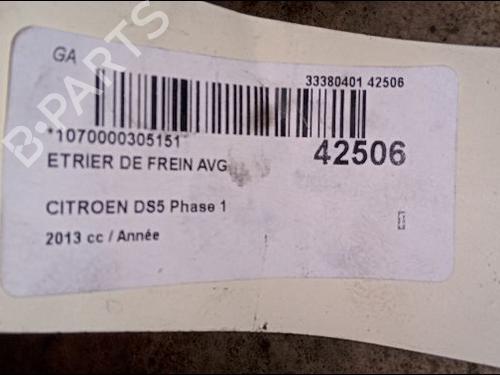 GA
33380401 42506
*1070000305151*
42506
ETRIER DE FREIN AVG
CITROEN DS5 Phase 1
2013 cc / Année
B-PARTS